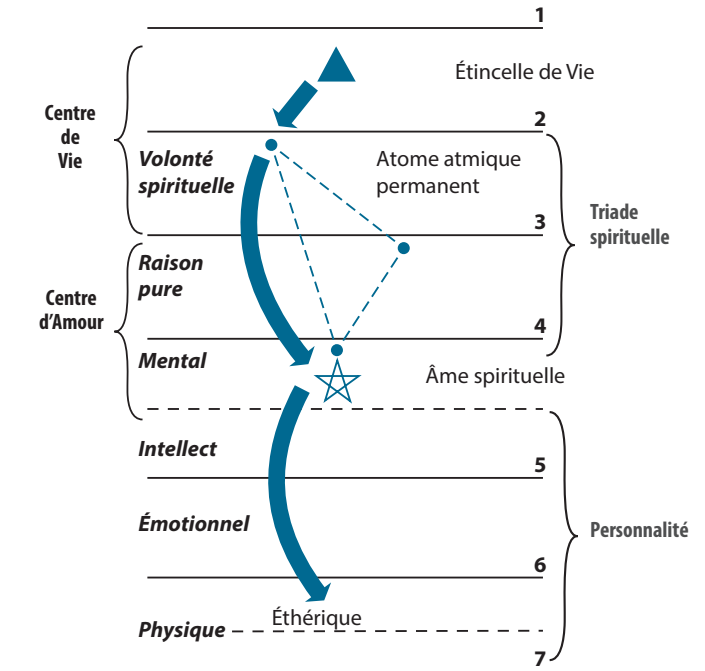 1
Étincelle de Vie
Centre
de
Vie
2
Volonté
spirituelle
Atome atmique
permanent
Triade
spirituelle
3
Raison
pure
Centre
d’Amour
4
Mental
Âme spirituelle
Intellect
5
Émotionnel
Personnalité
6
Éthérique
Physique
7